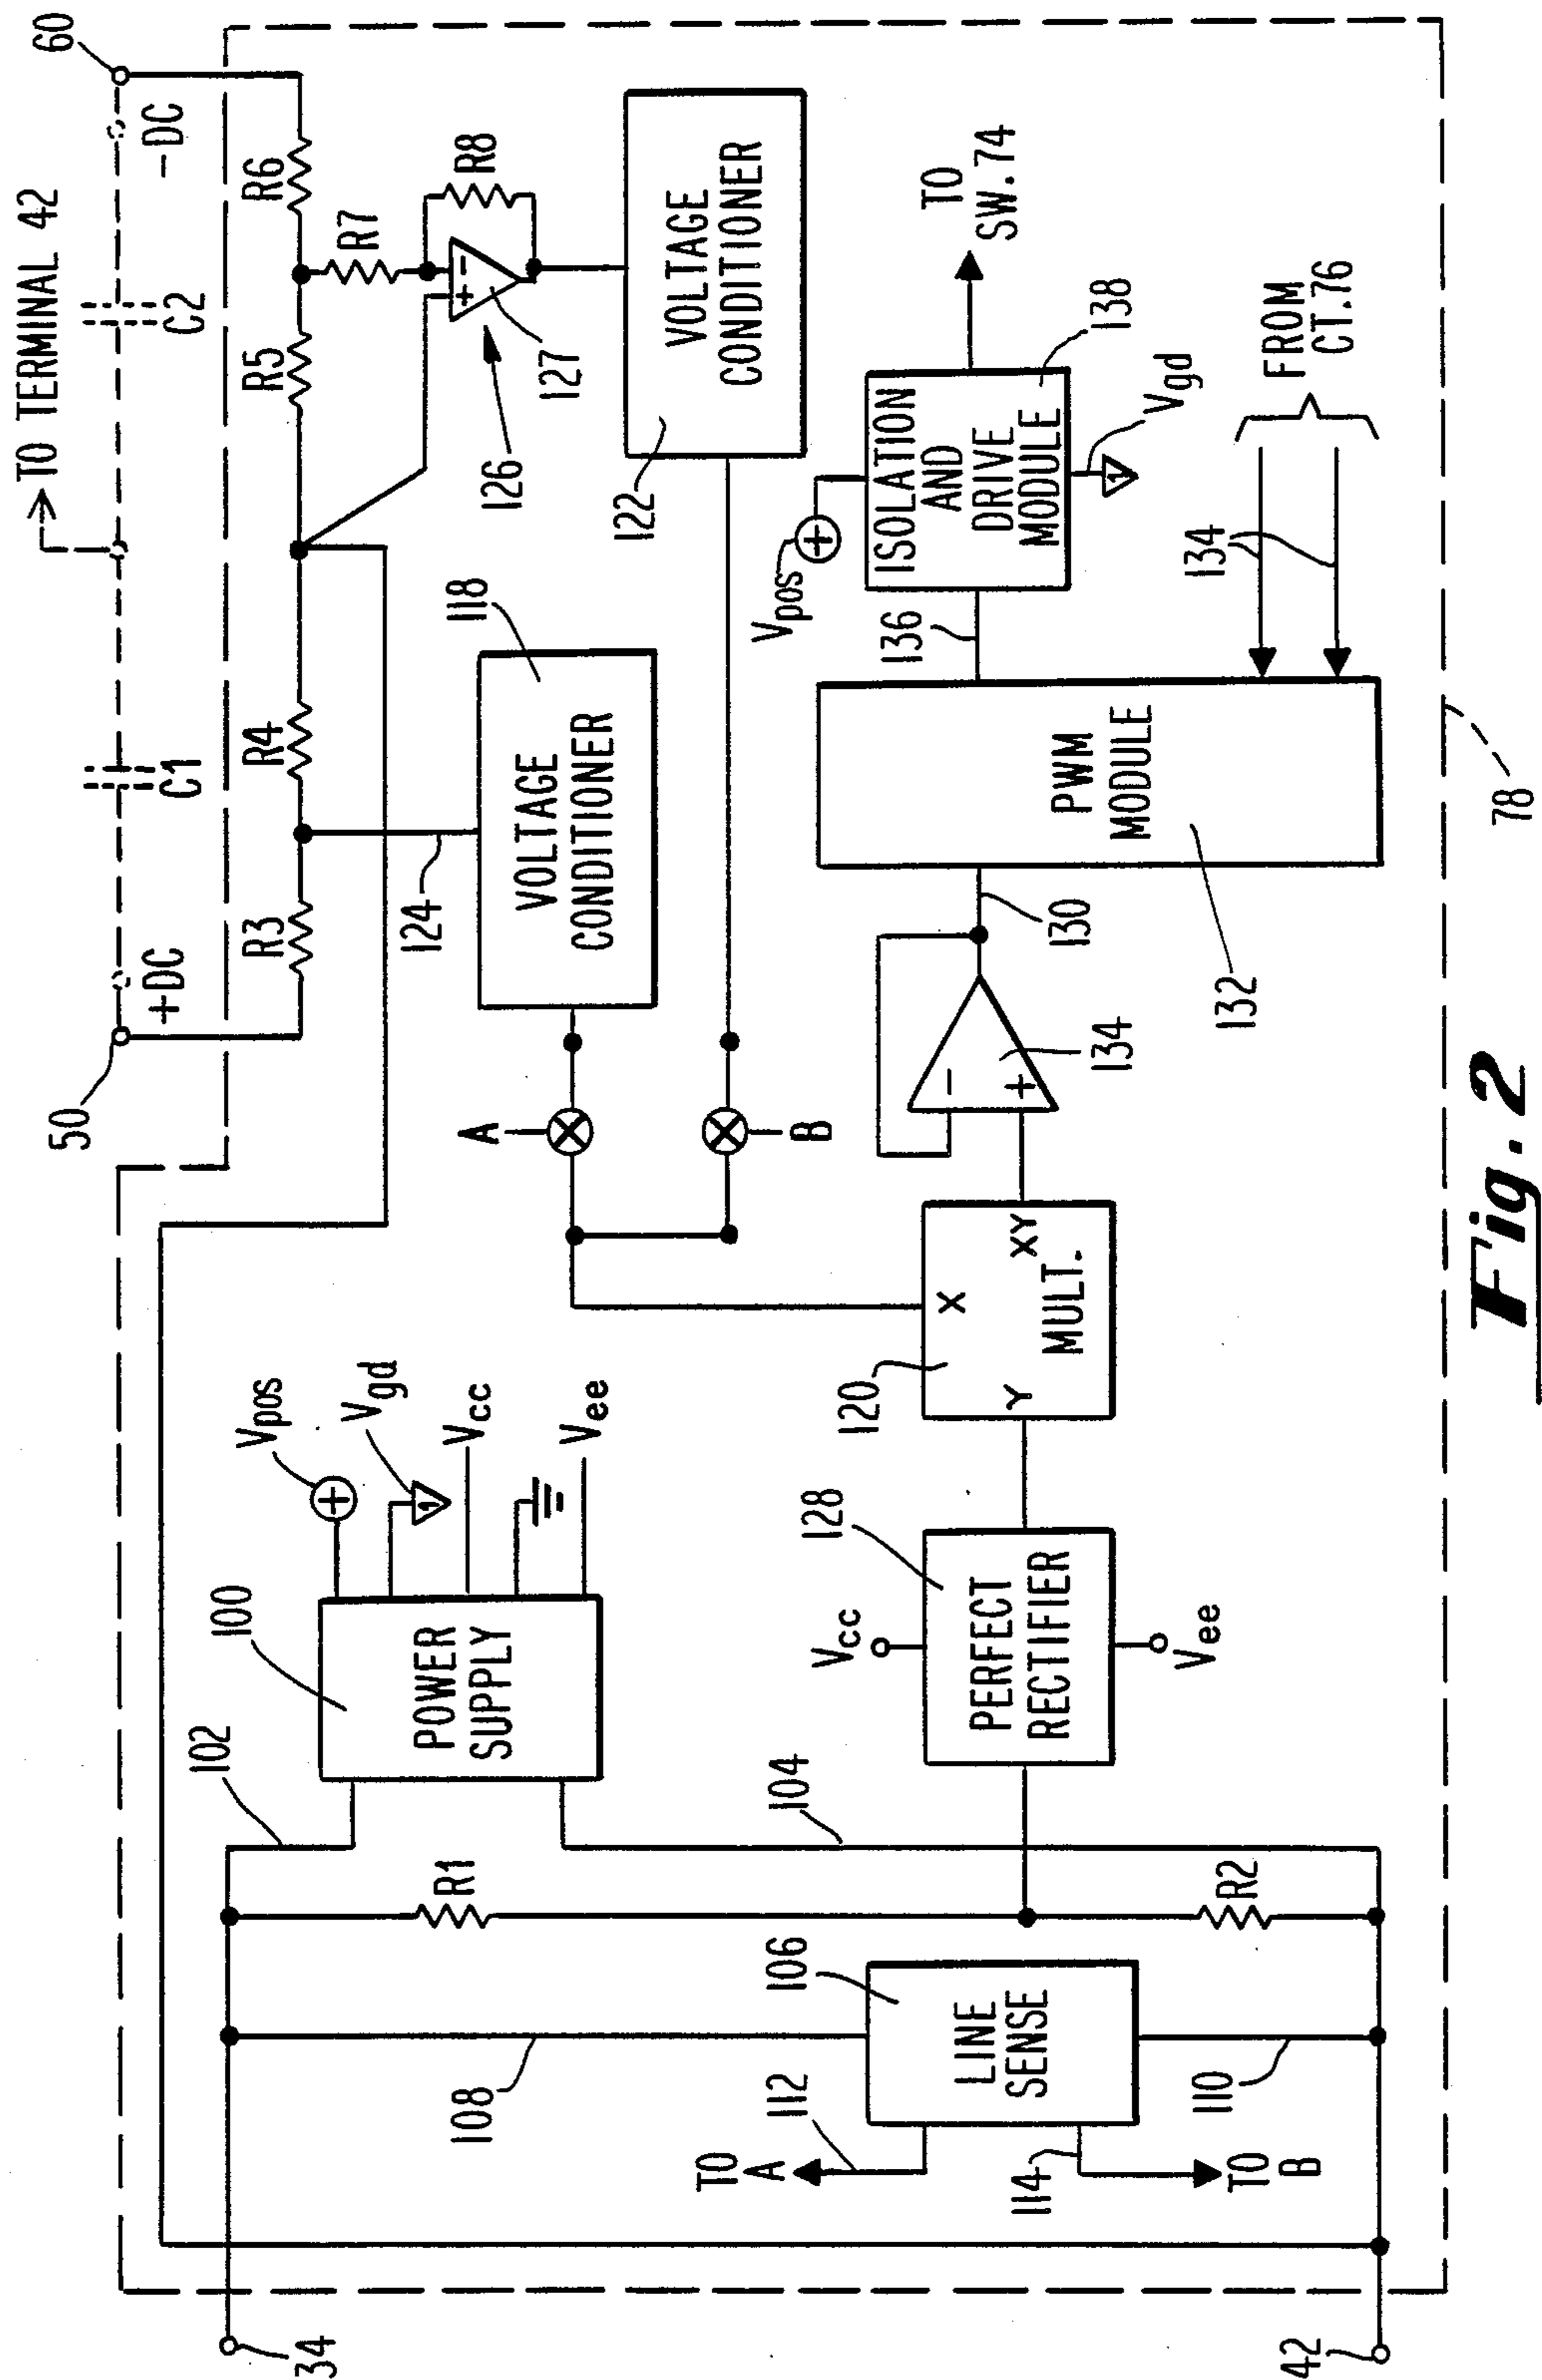 TO TERMINAL 42
50
+DC
C1
C2
-DC
60
R3
R4
R5
R6
R7
R8
124
118
126
127
VOLTAGE
CONDITIONER
122
VOLTAGE
CONDITIONER
A
B
Vpos
Vgd
Vcc
Vee
100
102
POWER
SUPPLY
34
R1
104
108
106
LINE
SENSE
112
TO
A
114
TO
B
110
R2
42
Vcc
128
PERFECT
RECTIFIER
Vee
120
X
Y
XY
MULT.
-
+
134
130
132
PWM
MODULE
136
Vpos
ISOLATION
AND
DRIVE
MODULE
138
Vgd
TO
SW.74
134
FROM
CT.76
78
+
-
+
1
+
1
Fig. 2